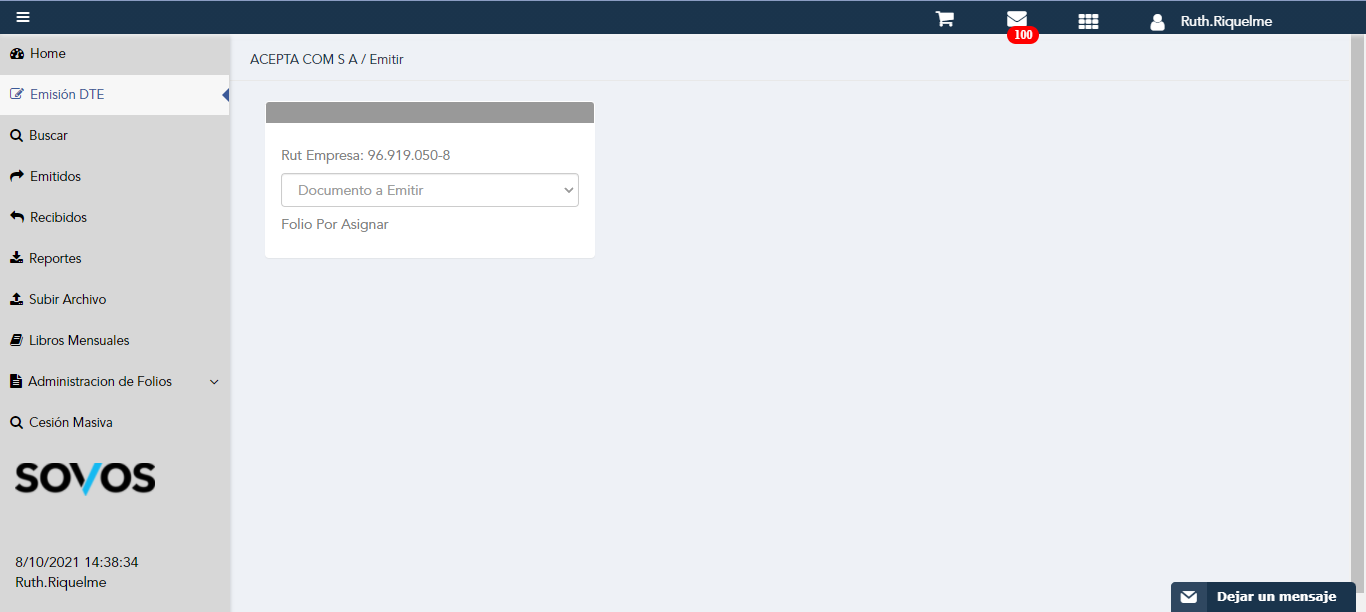 100
Ruth.Riquelme
Home
Emisión DTE
Buscar
Emitidos
Recibidos
Reportes
Subir Archivo
Libros Mensuales
Administracion de Folios
Cesión Masiva
SOVOS
8/10/2021 14:38:34
Ruth.Riquelme
ACEPTA COM S A / Emitir
Rut Empresa: 96.919.050-8
Documento a Emitir
Folio Por Asignar
Dejar un mensaje